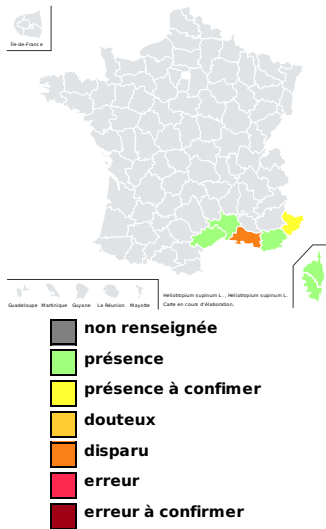 Île-de-France
Guadeloupe Martinique Guyane La Réunion Mayotte
Heliotropium supinum L. , Heliotropium supinum L.
Carte en cours d'élaboration.
non renseignée
présence
présence à confimer
douteux
disparu
erreur
erreur à confirmer